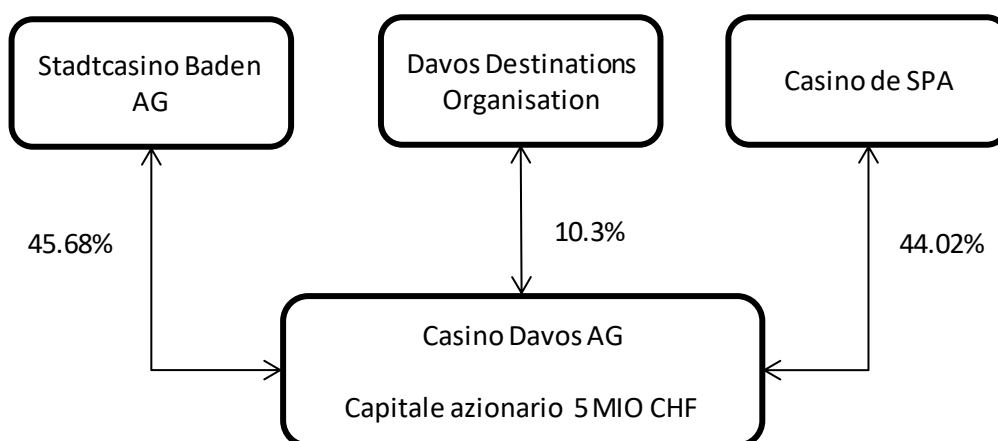 Stadtcasino Baden
AG
Davos Destinations
Organisation
Casino de SPA
45.68%
10.3%
44.02%
Casino Davos AG
Capitale azionario 5 MIO CHF